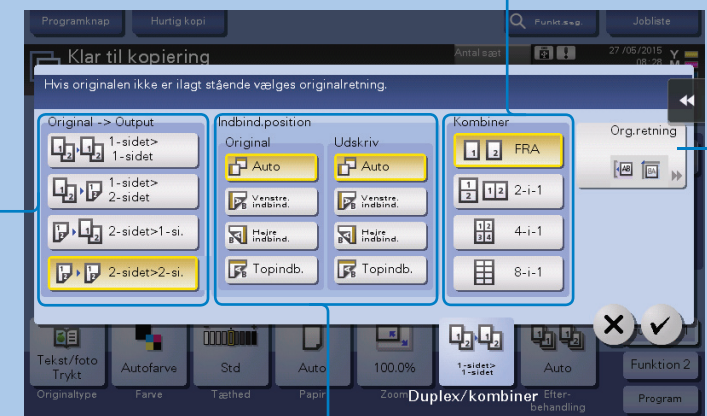 Programknap
Hurtig kopi
Funkt.søg.
Jobliste
Klar til kopiering
Antal sæt
27/05/2015
08:28
Y
M
Hvis originalen ikke er ilagt stående vælges originalretning.
Original -> Output
1-sidet>
1-sidet
1-sidet>
2-sidet
2-sidet>1-si.
2-sidet>2-si.
Indbind.position
Original
Udskriv
Auto
Auto
Venstre.
indbind.
Venstre.
indbind.
Højre
indbind.
Højre
indbind.
Topindb.
Topindb.
Kombiner
FRA
2-i-1
4-i-1
8-i-1
Org.retning
Tekst/foto
Trykt
Autofarve
Std
Auto
100.0%
1-sidet>
1-sidet
Auto
Funktion 2
Originaltype
Farve
Tæthed
Papir
Zoom
Duplex/kombiner
Efter-
behandling
Program